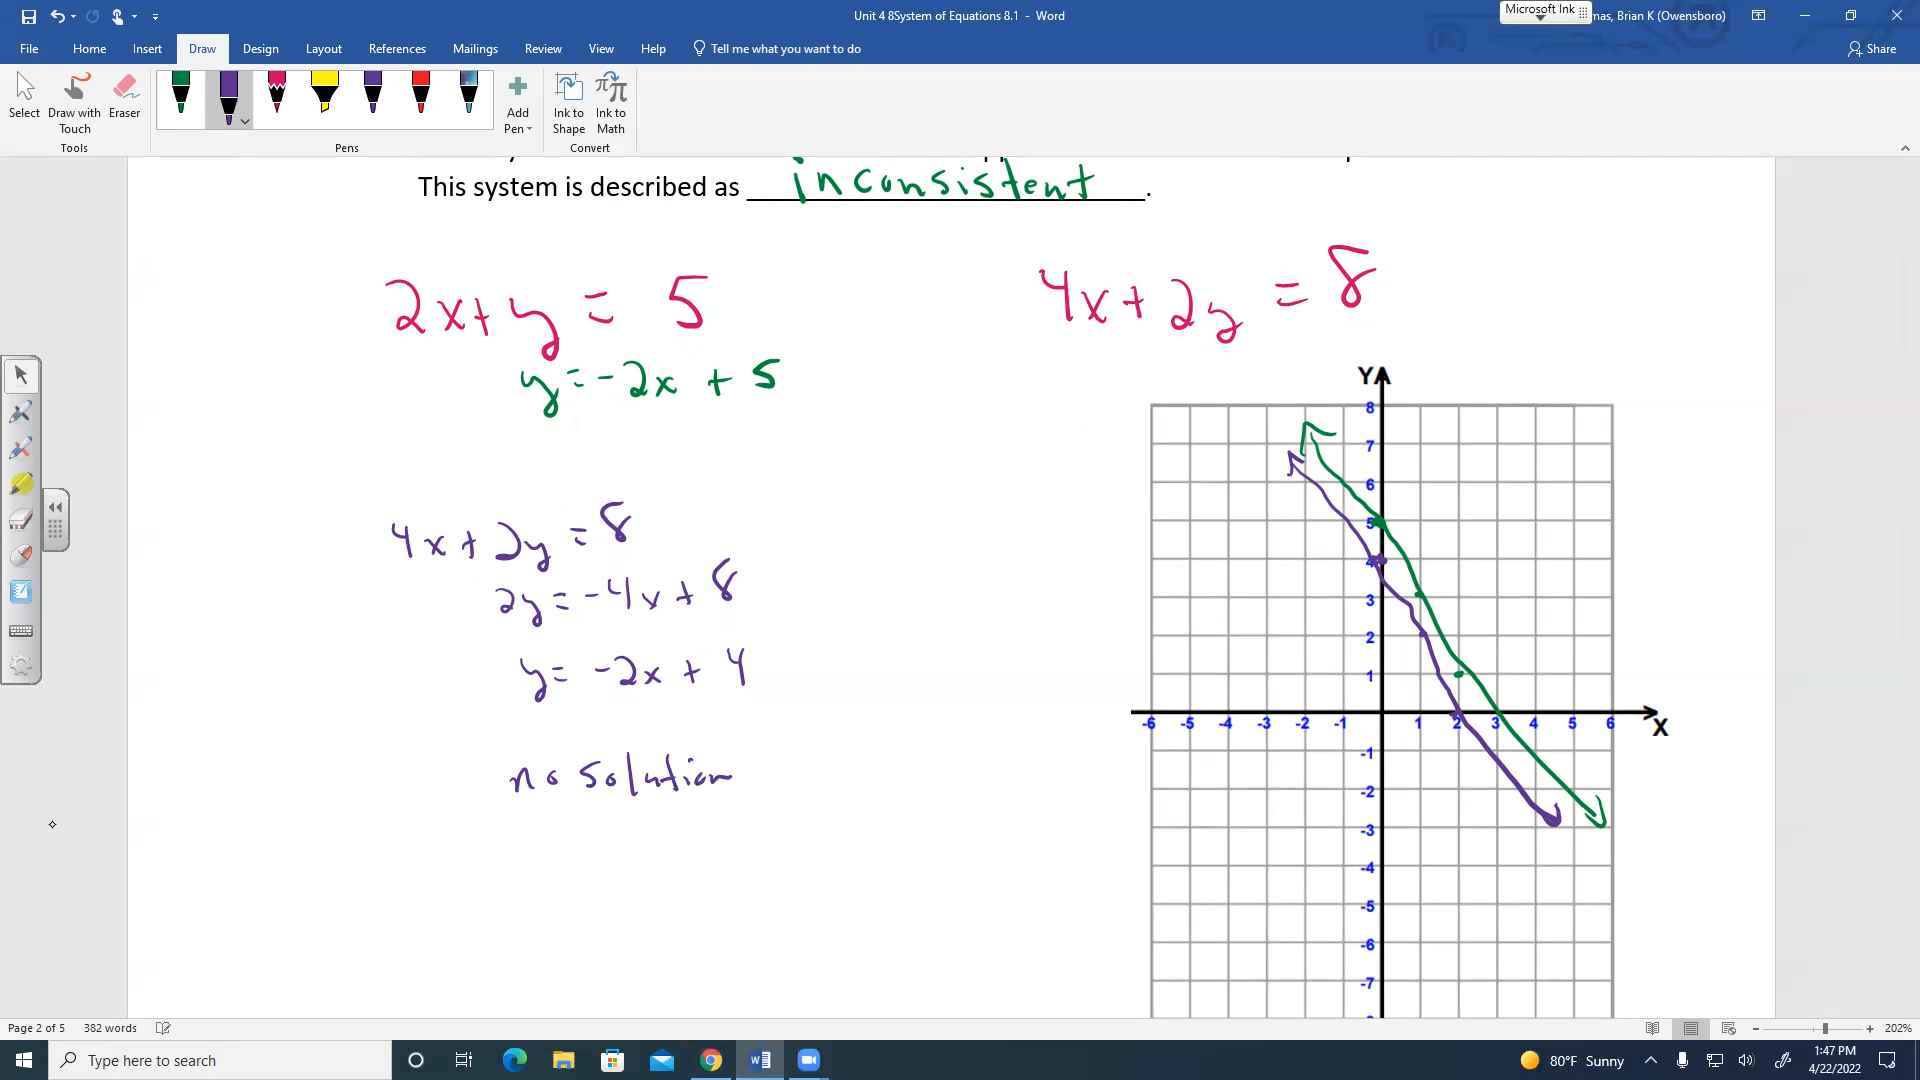 Unit 4 8System of Equations 8.1 - Word
Microsoft Ink
mas, Brian K (Owensboro)
File Home Insert Draw Design Layout References Mailings Review View Help Tell me what you want to do
Share
Select
Draw with Touch
Eraser
Add Pen
Ink to Shape
Ink to Math
Tools Pens Convert
This system is described as inconsistent.
2x+y = 5
4x+2y = 8
y=-2x + 5
4x+2y=8
2y=-4x+8
y=-2x+4
no solution
Y
X
8
7
6
5
4
3
2
1
-6 -5 -4 -3 -2 -1 1 2 3 4 5 6
-1
-2
-3
-4
-5
-6
-7
Page 2 of 5 382 words
202%
Type here to search
80°F Sunny
1:47 PM
4/22/2022